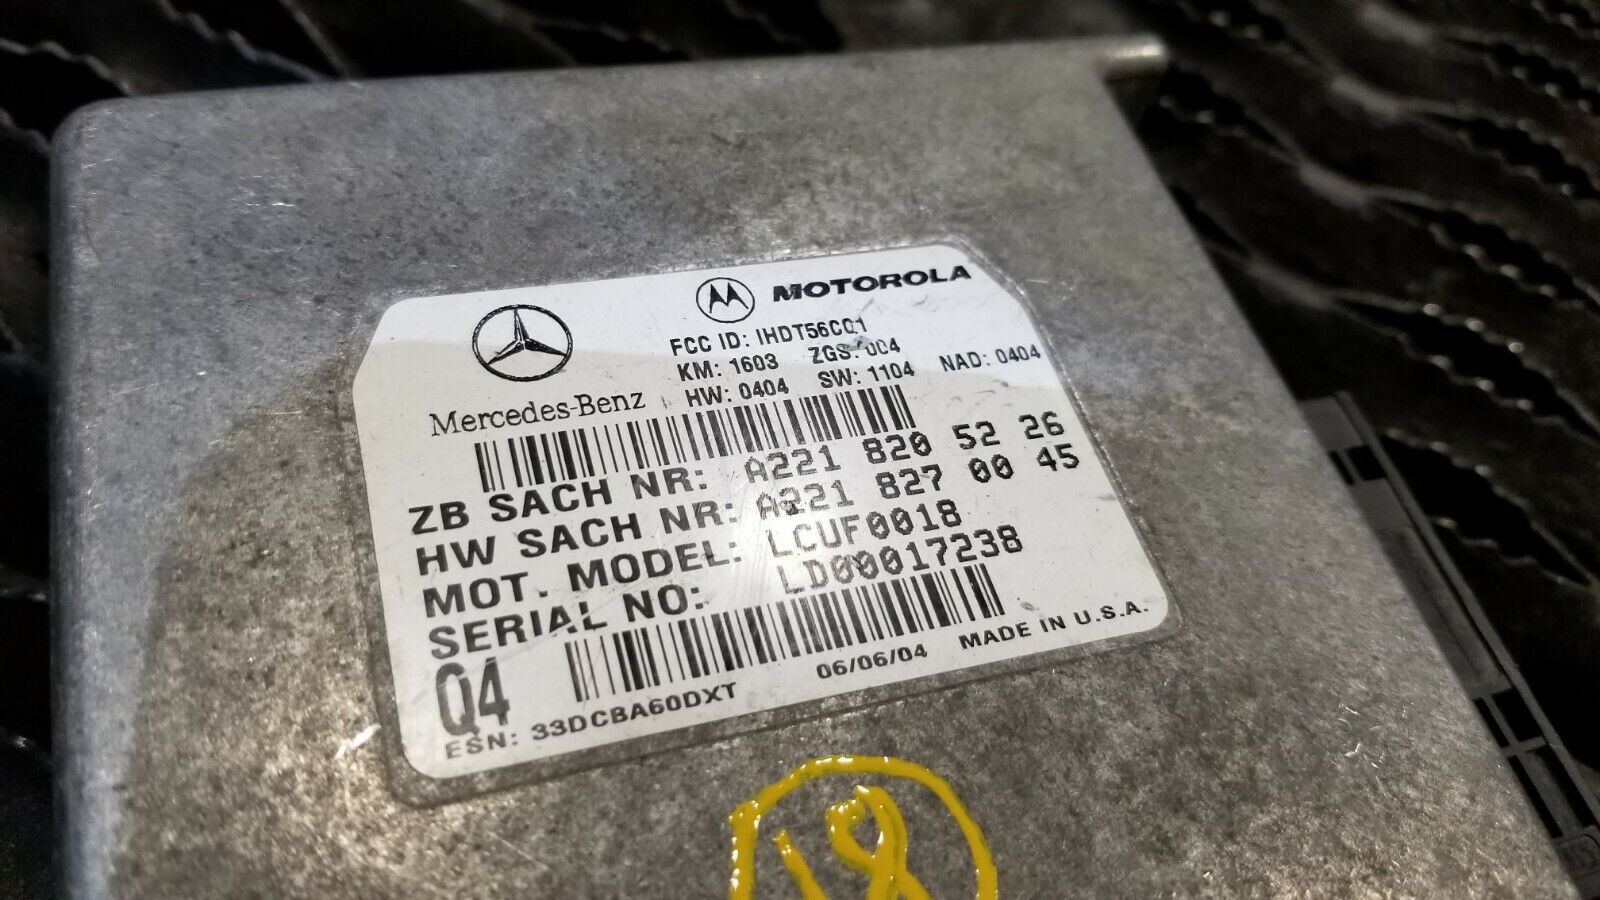 MOTOROLA
Mercedes-Benz
FCC ID: IHDT56CQ1
KM: 1603 ZGS: 004
HW: 0404 SW: 1104 NAD: 0404
ZB SACH NR: A221 820 52 26
HW SACH NR: A221 827 00 45
MOT. MODEL: LCUF0018
SERIAL NO: LD00017238
Q4
ESN: 33DCBA60DXT 06/06/04 MADE IN U.S.A.
18